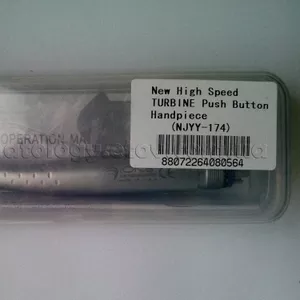 New High Speed
TURBINE Push Button
Handpiece
(NJYY-174)
88072264080564
OPERATION MA